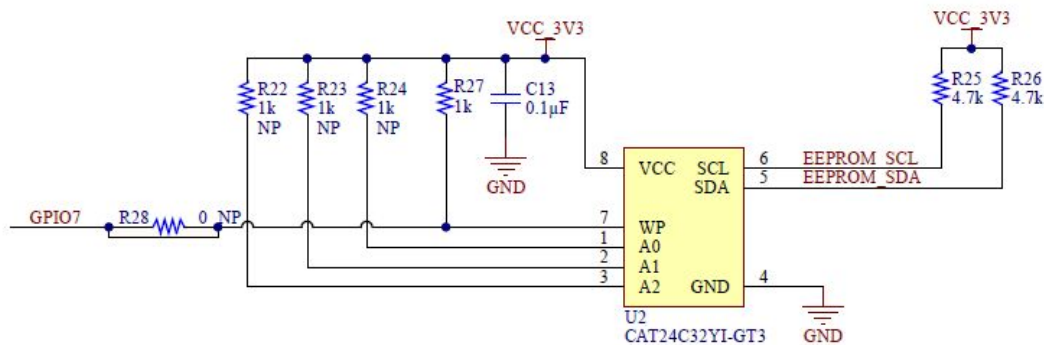 VCC_3V3
VCC_3V3
R22
1k
NP
R23
1k
NP
R24
1k
NP
R27
1k
C13
0.1µF
GND
R25
4.7k
R26
4.7k
8
VCC
SCL
6
EEPROM_SCL
SDA
5
EEPROM_SDA
GPIO7
R28
0
NP
7
WP
1
A0
2
A1
3
A2
GND
4
GND
U2
CAT24C32YI-GT3